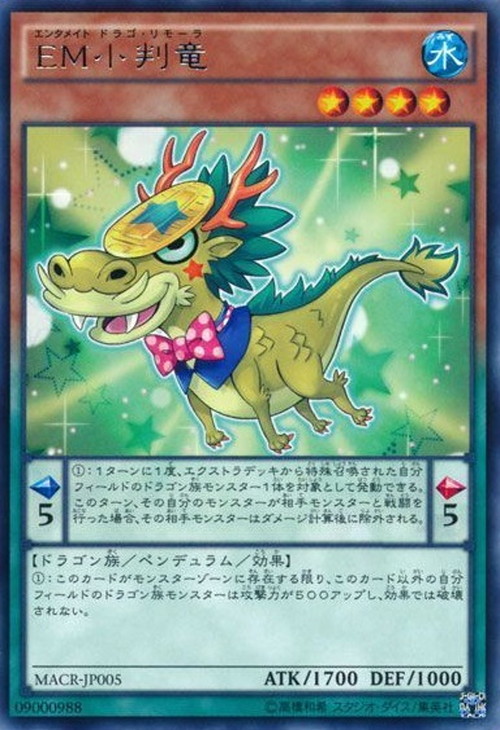 エンタメイト ドラゴ・リモーラ
EM小判竜
水
①:1ターンに1度、エクストラデッキから特殊召喚された自分
フィールドのドラゴン族モンスター1体を対象として発動できる。
このターン、その自分のモンスターが相手モンスターと戦闘を
行った場合、その相手モンスターはダメージ計算後に除外される。
5
5
【ドラゴン族/ペンデュラム/効果】
①:このカードがモンスターゾーンに存在する限り、このカード以外の自分
フィールドのドラゴン族モンスターは攻撃力が500アップし、効果では破壊
されない。
MACR-JP005
ATK/1700 DEF/1000
09000988
©高橋和希 スタジオ・ダイス/集英社